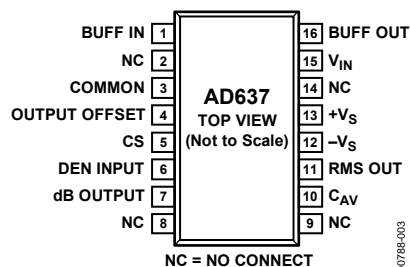 BUFF IN 1
NC 2
COMMON 3
OUTPUT OFFSET 4
CS 5
DEN INPUT 6
dB OUTPUT 7
NC 8
AD637
TOP VIEW
(Not to Scale)
16 BUFF OUT
15 VIN
14 NC
13 +VS
12 –VS
11 RMS OUT
10 CAV
9 NC
NC = NO CONNECT
00788-003